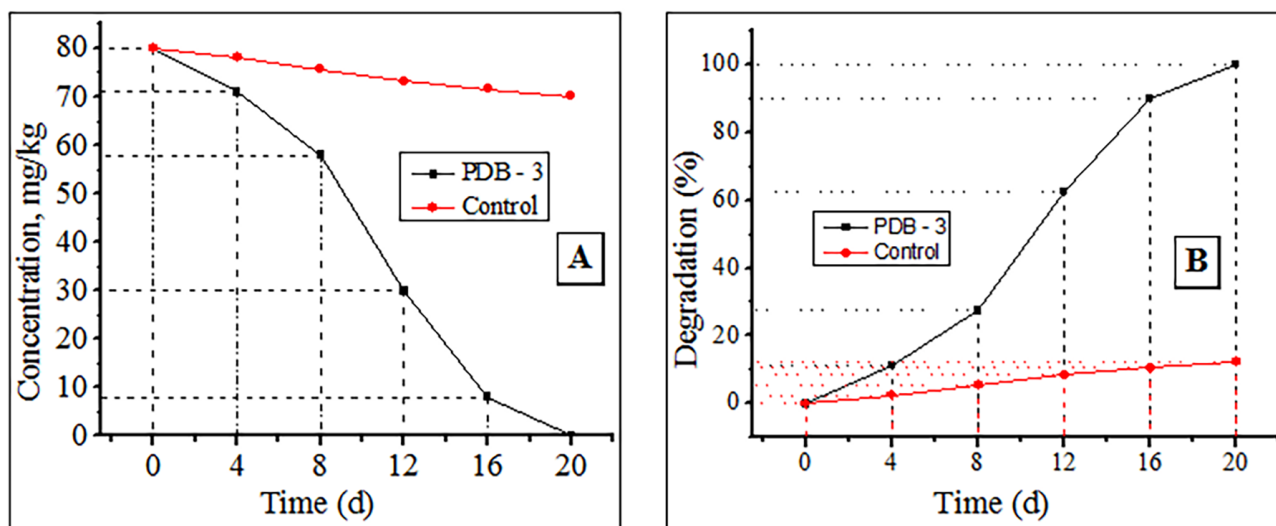 Concentration, mg/kg
80
70
60
50
40
30
20
10
0
PDB - 3
Control
A
0 4 8 12 16 20
Time (d)
Degradation (%)
100
80
60
40
20
0
PDB - 3
Control
B
0 4 8 12 16 20
Time (d)